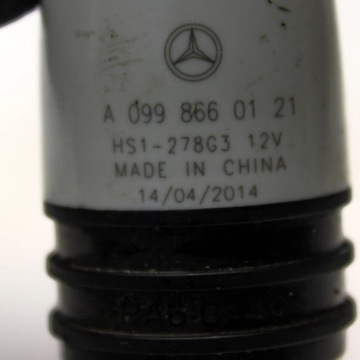 A 099 866 01 21
HS1-278G3 12V
MADE IN CHINA
14/04/2014